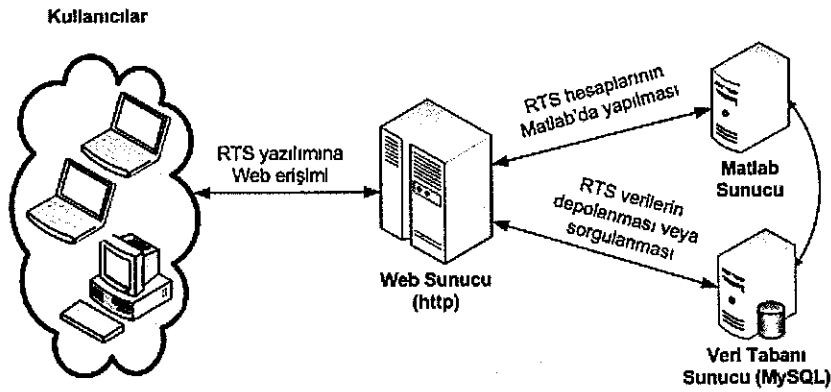 Kullanıcılar
RTS yazılımına
Web erişimi
Web Sunucu
(http)
RTS hesaplarının
Matlab'da yapılması
RTS verilerin
depolanması veya
sorgulanması
Matlab
Sunucu
Veri Tabanı
Sunucu (MySQL)